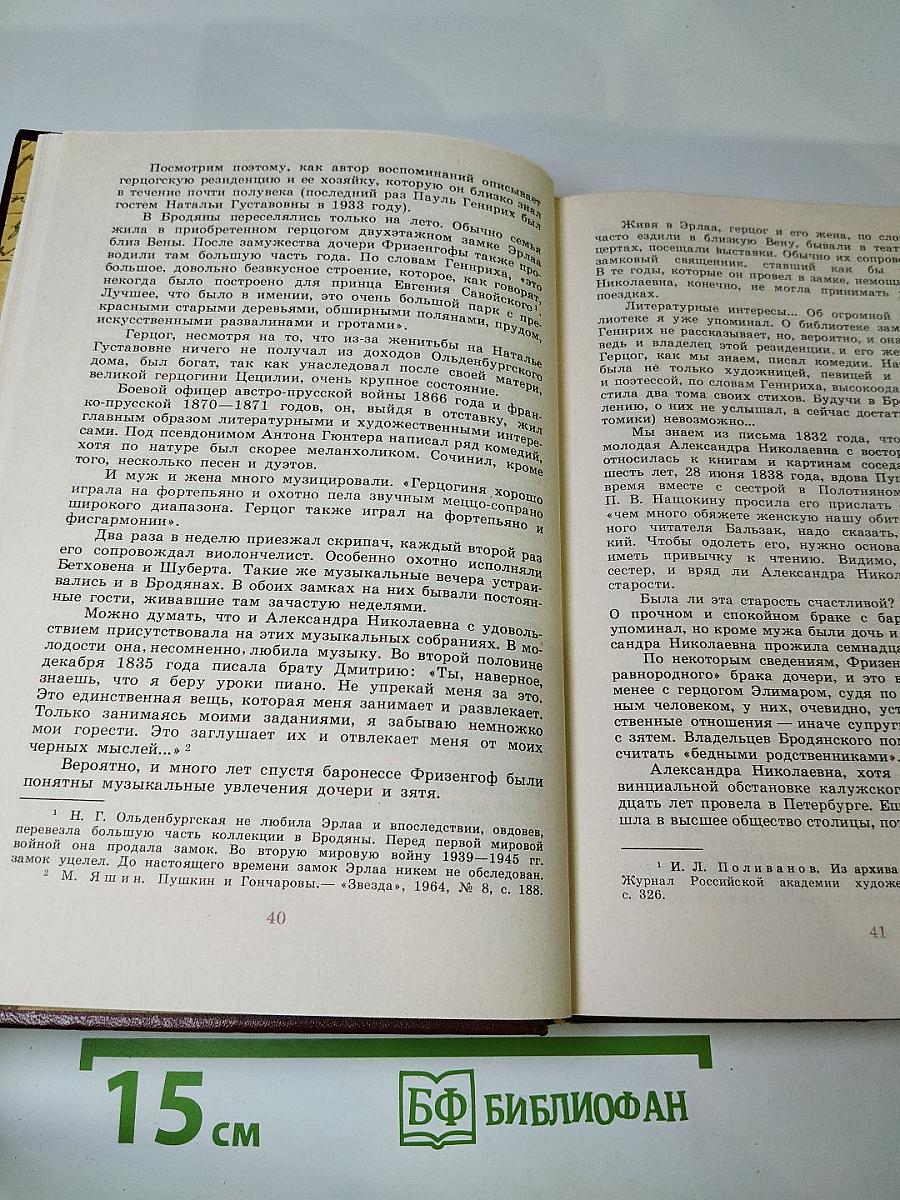 Посмотрим поэтому, как автор воспоминаний описывает
герцогскую резиденцию и ее хозяйку, которую он близко знал
в течение почти полувека (последний раз Пауль Геннрих был
гостем Натальи Густавовны в 1933 году).
В Бродяны переселялись только на лето. Обычно семья
жила в приобретенном герцогом двухэтажном замке Эрлаа
близ Вены. После замужества дочери Фризенгофы также про-
водили там большую часть года. По словам Геннриха, «это
большое, довольно безвкусное строение, которое, как говорят,
некогда было построено для принца Евгения Савойского¹.
Лучшее, что было в имении, это очень большой парк с пре-
красными старыми деревьями, обширными полянами, прудом,
искусственными развалинами и гротами».
Герцог, несмотря на то, что из-за женитьбы на Наталье
Густавовне ничего не получал из доходов Ольденбургского
дома, был богат, так как унаследовал после своей матери,
великой герцогини Цецилии, очень крупное состояние.
Боевой офицер австро-прусской войны 1866 года и фран-
ко-прусской 1870—1871 годов, он, выйдя в отставку, жил
главным образом литературными и художественными интере-
сами. Под псевдонимом Антона Гюнтера написал ряд комедий,
хотя по натуре был скорее меланхоликом. Сочинил, кроме
того, несколько песен и дуэтов.
И муж и жена много музицировали. «Герцогиня хорошо
играла на фортепьяно и охотно пела звучным меццо-сопрано
широкого диапазона. Герцог также играл на фортепьяно и
фисгармонии».
Два раза в неделю приезжал скрипач, каждый второй раз
его сопровождал виолончелист. Особенно охотно исполняли
Бетховена и Шуберта. Такие же музыкальные вечера устраи-
вались и в Бродянах. В обоих замках на них бывали постоян-
ные гости, живавшие там зачастую неделями.
Можно думать, что и Александра Николаевна с удоволь-
ствием присутствовала на этих музыкальных собраниях. В мо-
лодости она, несомненно, любила музыку. Во второй половине
декабря 1835 года писала брату Дмитрию: «Ты, наверное,
знаешь, что я беру уроки пиано. Не упрекай меня за это.
Это единственная вещь, которая меня занимает и развлекает.
Только занимаясь моими заданиями, я забываю немножко
мои горести. Это заглушает их и отвлекает меня от моих
черных мыслей...» ²
Вероятно, и много лет спустя баронессе Фризенгоф были
понятны музыкальные увлечения дочери и зятя.
¹ Н. Г. Ольденбургская не любила Эрлаа и впоследствии, овдовев,
перевезла большую часть коллекции в Бродяны. Перед первой мировой
войной она продала замок. Во вторую мировую войну 1939—1945 гг.
замок уцелел. До настоящего времени замок Эрлаа никем не обследован.
² М. Яшин. Пушкин и Гончаровы.— «Звезда», 1964, № 8, с. 188.
40
Живя в Эрлаа, герцог и его жена, по сло
часто ездили в близкую Вену, бывали в теат
цертах, посещали выставки. Обычно их сопрово
замковый священник, ставший как бы
В те годы, которые он провел в замке, немощ
Николаевна, конечно, не могла принимать
поездках.
Литературные интересы... Об огромной
лиотеке я уже упоминал. О библиотеке зам
Геннрих не рассказывает, но, вероятно, и она
ведь и владелец этой резиденции и его же
Герцог, как мы знаем, писал комедии. На
была не только художницей, певицей и
и поэтессой, по словам Геннриха, высокоода
стила два тома своих стихов. Будучи в Бро
лению, о них не услышал, а сейчас достат
томики) невозможно...
Мы знаем из письма 1832 года, что
молодая Александра Николаевна с востор
относилась к книгам и картинам соседа
шесть лет, 28 июня 1838 года, вдова Пуш
время вместе с сестрой в Полотняном
П. В. Нащокину просила его прислать
«чем много обяжете женскую нашу обит
ного читателя Бальзак, надо сказать,
кий. Чтобы одолеть его, нужно основа
иметь привычку к чтению. Видимо,
сестер, и вряд ли Александра Никол
старости.
Была ли эта старость счастливой?
О прочном и спокойном браке с бар
упоминал, но кроме мужа были дочь и
сандра Николаевна прожила семнадца
По некоторым сведениям, Фризен
равнородного» брака дочери, и это в
менее с герцогом Элимаром, судя по
ным человеком, у них, очевидно, уст
ственные отношения — иначе супруги
с зятем. Владельцев Бродянского пом
считать «бедными родственниками».
Александра Николаевна, хотя
винциальной обстановке калужского
дцать лет провела в Петербурге. Ещ
шла в высшее общество столицы, пот
¹ И. Л. Поливанов. Из архива
Журнал Российской академии художе
с. 326.
41
15 см
БФ БИБЛИОФАН